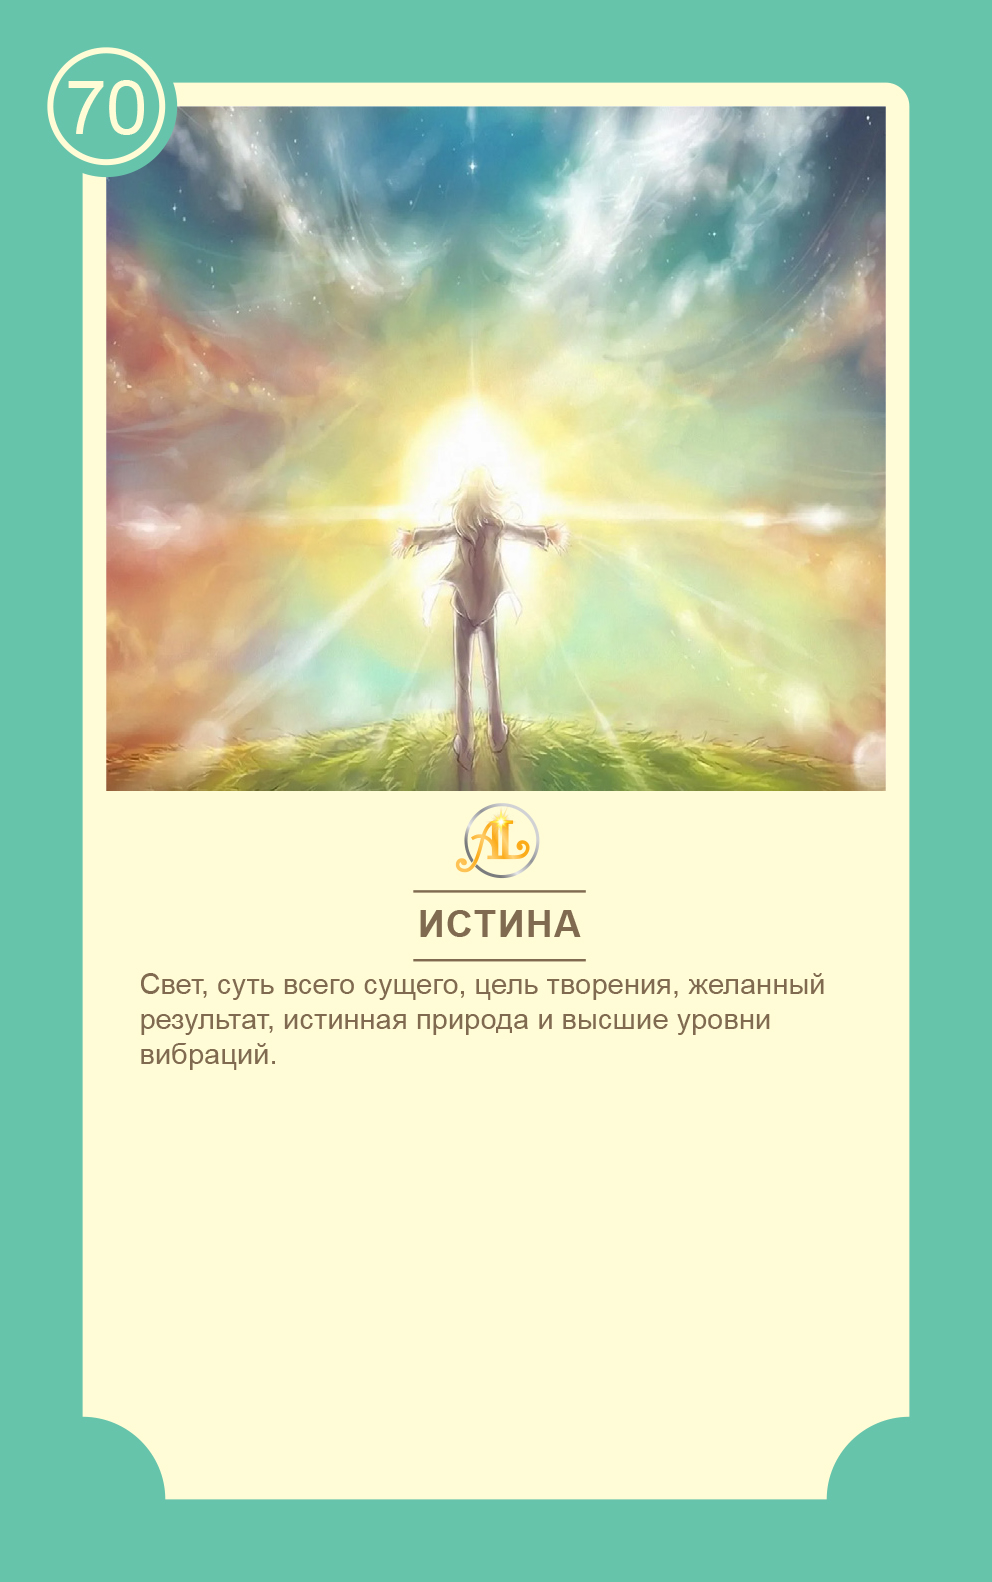 70
AL
ИСТИНА
Свет, суть всего сущего, цель творения, желанный
результат, истинная природа и высшие уровни
вибраций.